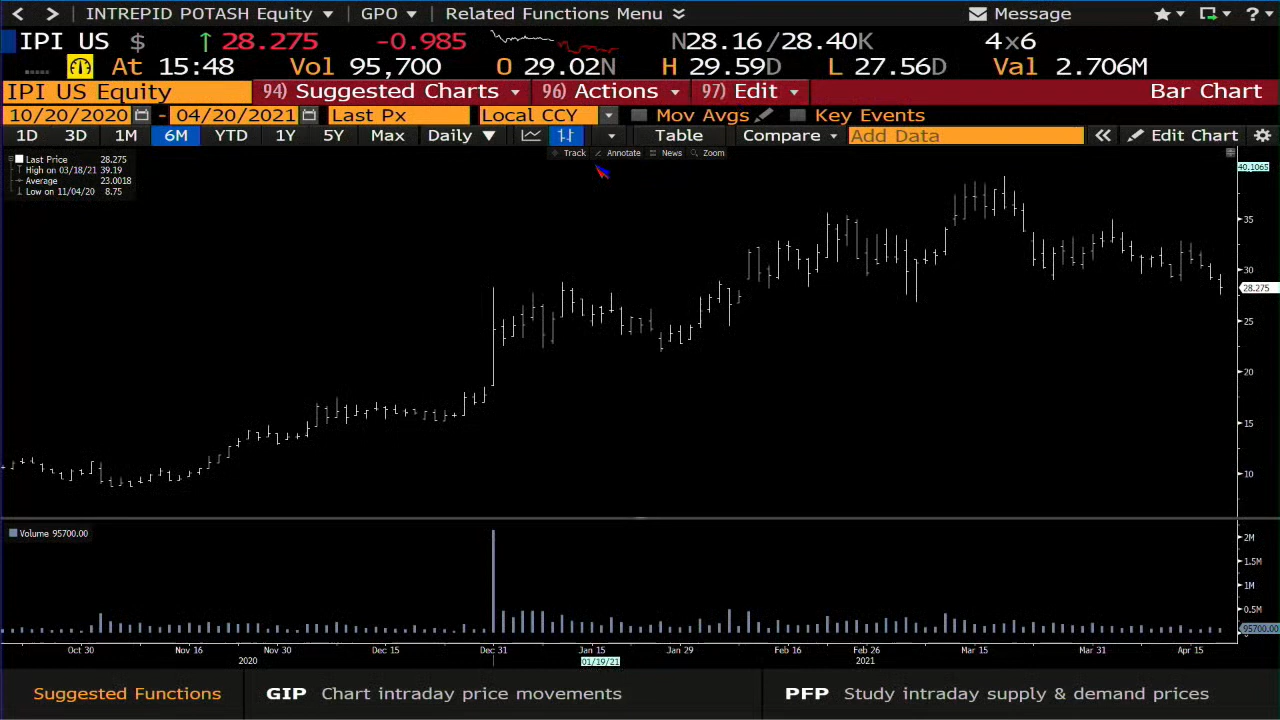 INTREPID POTASH Equity GPO Related Functions Menu Message
IPI US $ 28.275 -0.985 N28.16/28.40K 4x6
At 15:48 Vol 95,700 O 29.02N H 29.59D L 27.56D Val 2.706M
IPI US Equity 94) Suggested Charts 96) Actions 97) Edit Bar Chart
10/20/2020 - 04/20/2021 Last Px Local CCY Mov Avgs Key Events
1D 3D 1M 6M YTD 1Y 5Y Max Daily Table Compare Add Data Edit Chart
Track Annotate News Zoom
Last Price 28.275
High on 03/18/21 39.19
Average 23.0018
Low on 11/04/20 8.75
40.1065
35
30
28.275
25
20
15
10
Volume 95700.00
2M
1.5M
1M
0.5M
95700.00
Oct 30 Nov 16 Nov 30 Dec 15 Dec 31 Jan 15 Jan 29 Feb 16 Feb 26 Mar 15 Mar 31 Apr 15
2020 01/19/21 2021
Suggested Functions GIP Chart intraday price movements PFP Study intraday supply & demand prices